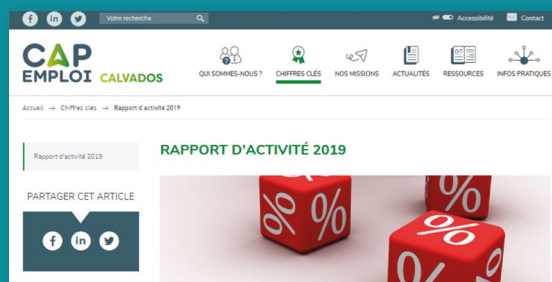 Votre recherche
Accessibilité
Contact
CAP
EMPLOI CALVADOS
QUI SOMMES-NOUS ?
CHIFFRES CLÉS
NOS MISSIONS
ACTUALITÉS
RESSOURCES
INFOS PRATIQUES
Accueil → Chiffres clés → Rapport d'activité 2019
Rapport d'activité 2019
RAPPORT D'ACTIVITÉ 2019
PARTAGER CET ARTICLE
% % % % %